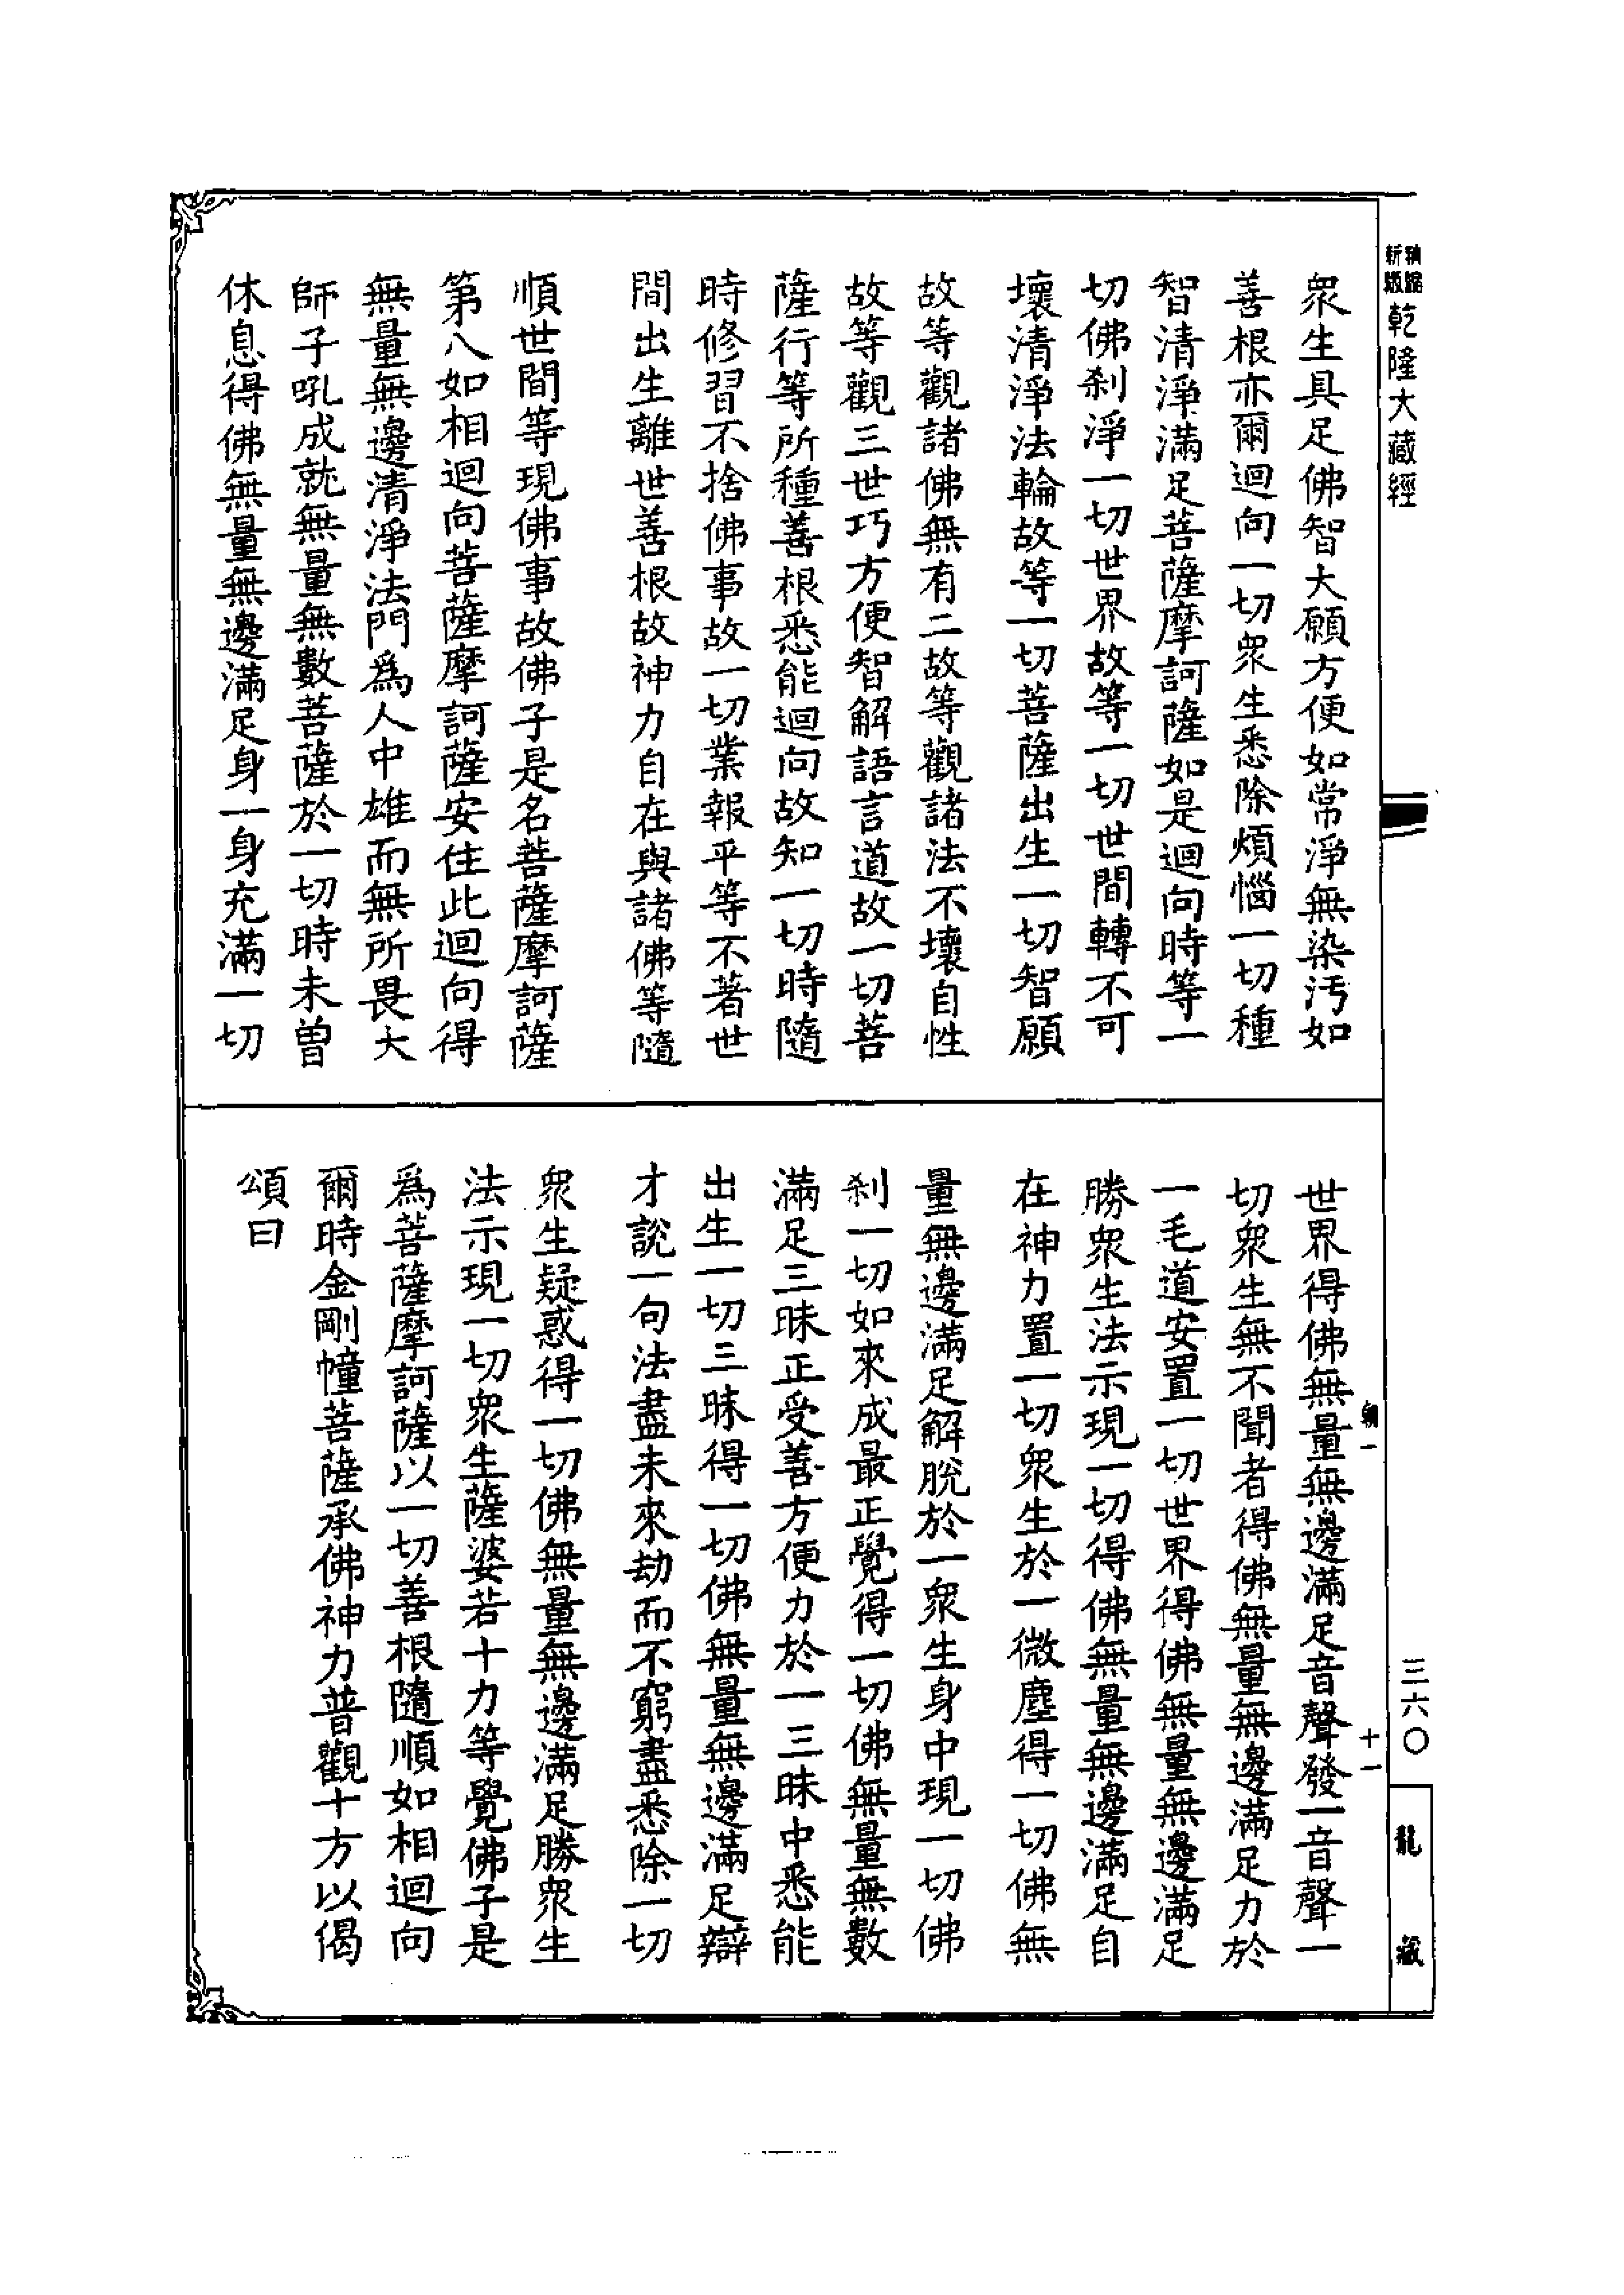 乾隆大藏經
衆生具足佛智大願方便如常淨無染汚如
善根亦爾迴向一切衆生悉除煩惱一切種
智清淨滿足菩薩摩訶薩如是迴向時等一
切佛刹淨一切世界故等一切世間轉不可
壞清淨法輪故等一切菩薩出生一切智願
故等觀諸佛無有二故等觀諸法不壞自性
故等觀三世巧方便智解語言道故一切菩
薩行等所種善根悉能迴向故知一切時隨
時修習不捨佛事故一切業報平等不著世
間出生離世善根故神力自在與諸佛等隨
順世間等現佛事故佛子是名菩薩摩訶薩
第八如相迴向菩薩摩訶薩安住此迴向得
無量無邊清淨法門爲人中雄而無所畏大
師子吼成就無量無數菩薩於一切時未曾
休息得佛無量無邊滿足身一身充滿一切
世界得佛無量無邊滿足音聲發一音聲一
切衆生無不聞者得佛無量無邊滿足力於
一毛道安置一切世界得佛無量無邊滿足
勝衆生法示現一切得佛無量無邊滿足自
在神力置一切衆生於一微塵得一切佛無
量無邊滿足解脫於一衆生身中現一切佛
刹一切如來成最正覺得一切佛無量無數
滿足三昧正受善方便力於一三昧中悉能
出生一切三昧得一切佛無量無邊滿足辯
才說一句法盡未來劫而不窮盡悉除一切
衆生疑惑得一切佛無量無邊滿足勝衆生
法示現一切衆生薩婆若十力等覺佛子是
爲菩薩摩訶薩以一切善根隨順如相迴向
爾時金剛幢菩薩承佛神力普觀十方以偈
頌曰
朝一
十一
三六〇
龍藏